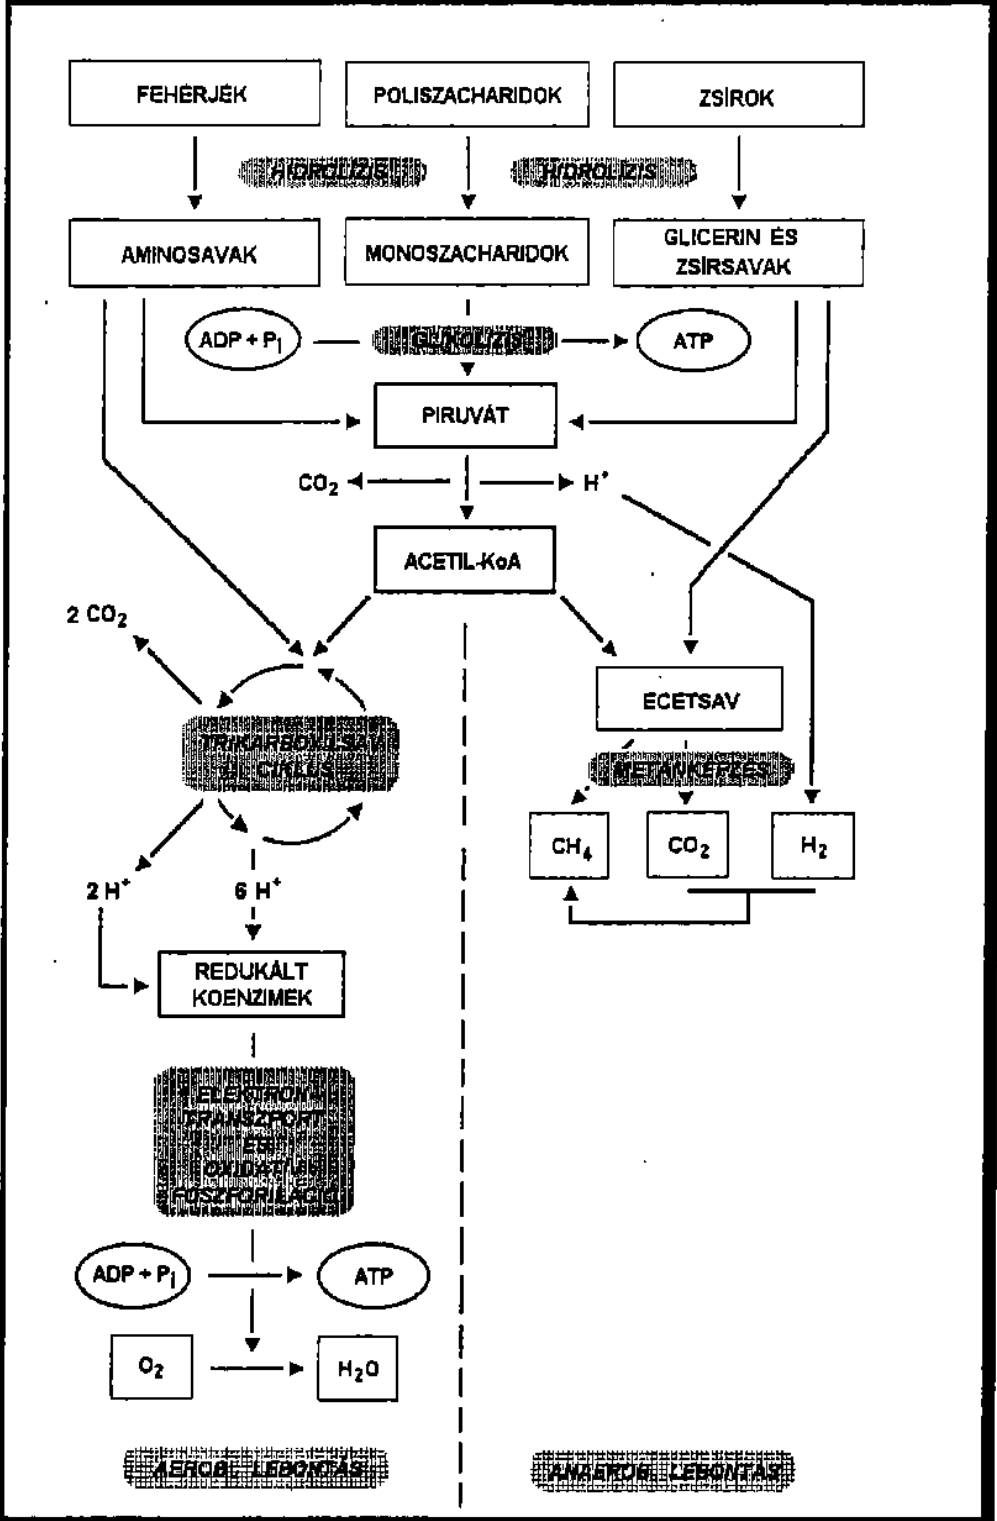 FEHÉRJÉK
POLISZACHARIDOK
ZSÍROK
HIDROLÍZIS
HIDROLÍZIS
AMINOSAVAK
MONOSZACHARIDOK
GLICERIN ÉS
ZSÍRSAVAK
ADP + Pi
GLIKOLÍZIS
ATP
PIRUVÁT
CO2
H+
ACETIL-KoA
2 CO2
ECETSAV
TRIKARBOXILSAV
CIKLUS
METÁNKÉPZÉS
CH4
CO2
H2
2 H+
6 H+
REDUKÁLT
KOENZIMEK
ELEKTRON-
TRANSZPORT
ÉS
OXIDATÍV
FOSZFORILÁCIÓ
ADP + Pi
ATP
O2
H2O
AEROB LEBONTÁS
ANAEROB LEBONTÁS